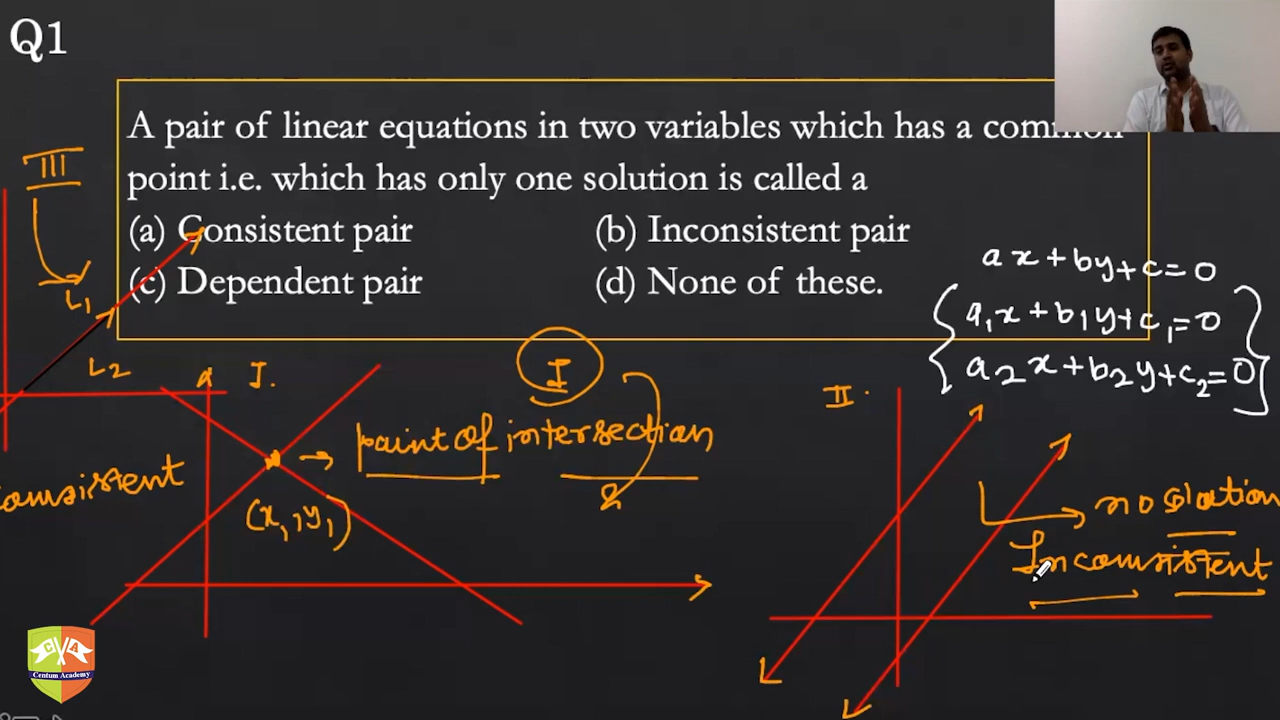 Q1
A pair of linear equations in two variables which has a common
point i.e. which has only one solution is called a
(a) Consistent pair (b) Inconsistent pair
(c) Dependent pair (d) None of these.
III
L1
L2
ax+by+c=0
a₁x+b₁y+c₁=0
a₂x+b₂y+c₂=0
I.
I
point of intersection
(x₁,y₁)
consistent
II.
no slution
Inconsistent
Centum Academy